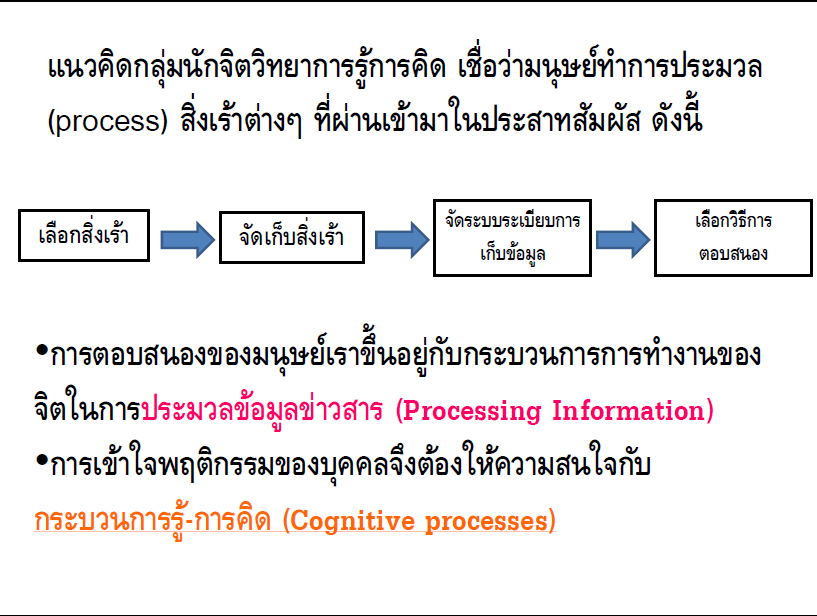 แนวคิดกลุ่มนักจิตวิทยาการรู้การคิด เชื่อว่ามนุษย์ทำการประมวล
(process) สิ่งเร้าต่างๆ ที่ผ่านเข้ามาในประสาทสัมผัส ดังนี้
เลือกสิ่งเร้า
จัดเก็บสิ่งเร้า
จัดระบบระเบียบการ
เก็บข้อมูล
เลือกวิธีการ
ตอบสนอง
•การตอบสนองของมนุษย์เราขึ้นอยู่กับกระบวนการการทำงานของ
จิตในการประมวลข้อมูลข่าวสาร (Processing Information)
•การเข้าใจพฤติกรรมของบุคคลจึงต้องให้ความสนใจกับ
กระบวนการรู้-การคิด (Cognitive processes)